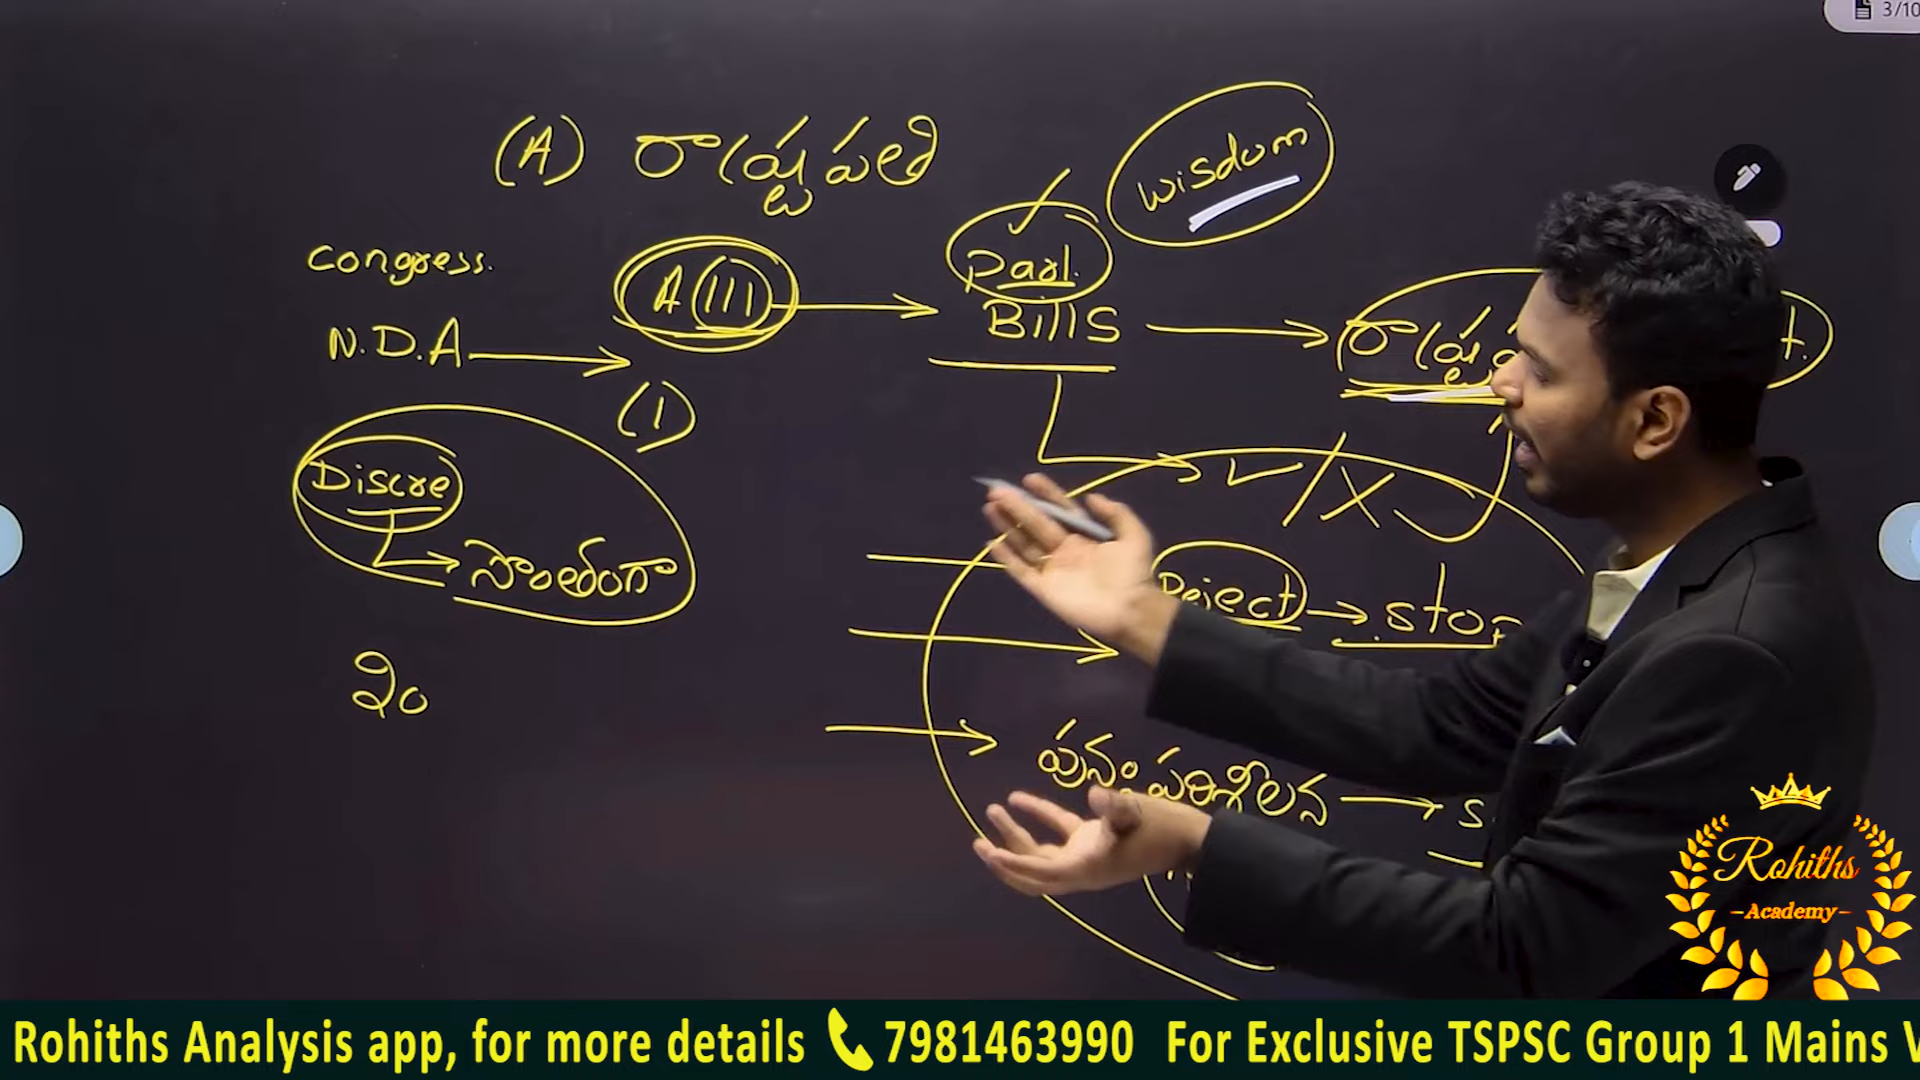 3/10
(A) రాష్ట్రపతి
wisdom
congress.
N.D.A
A (111)
(1)
Parl.
Bills
రాష్ట్ర
t.
Discre
సొంతంగా
Reject → stop
పునఃపరిశీలన → s
Rohiths
Academy
Rohiths Analysis app, for more details 7981463990 For Exclusive TSPSC Group 1 Mains V